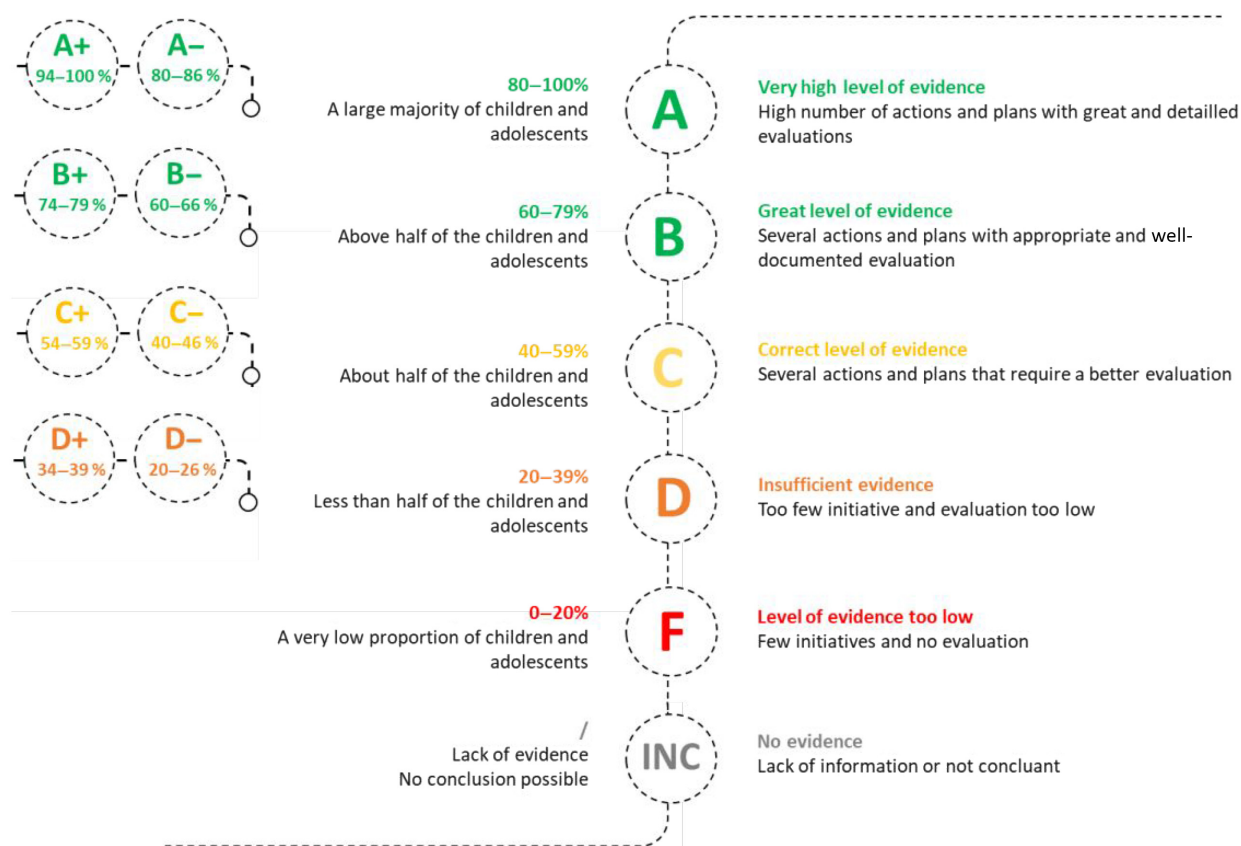 A+
94–100 %
A–
80–86 %
80–100%
A large majority of children and
adolescents
A
Very high level of evidence
High number of actions and plans with great and detailled
evaluations
B+
74–79 %
B–
60–66 %
60–79%
Above half of the children and
adolescents
B
Great level of evidence
Several actions and plans with appropriate and well-
documented evaluation
C+
54–59 %
C–
40–46 %
40–59%
About half of the children and
adolescents
C
Correct level of evidence
Several actions and plans that require a better evaluation
D+
34–39 %
D–
20–26 %
20–39%
Less than half of the children and
adolescents
D
Insufficient evidence
Too few initiative and evaluation too low
0–20%
A very low proportion of children and
adolescents
F
Level of evidence too low
Few initiatives and no evaluation
/
Lack of evidence
No conclusion possible
INC
No evidence
Lack of information or not concluant